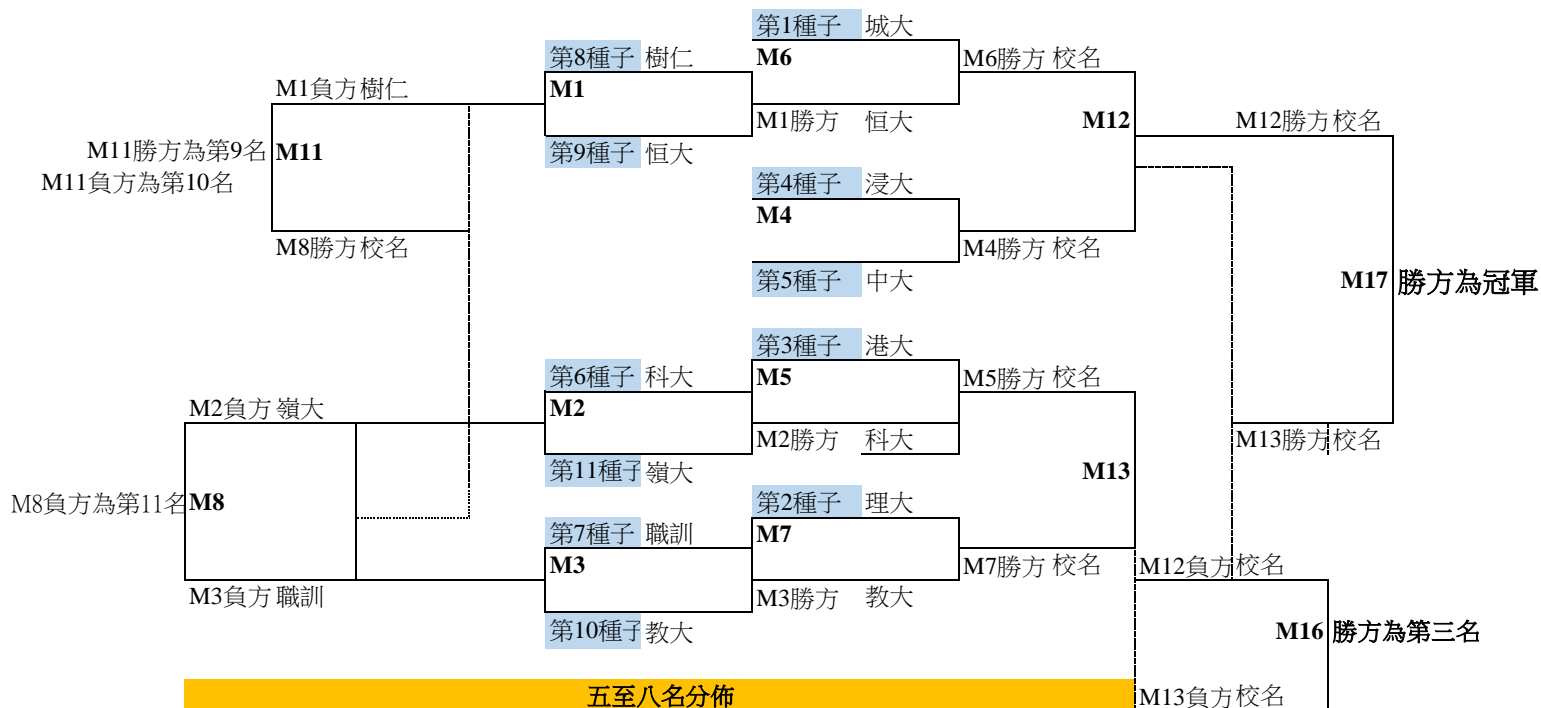 第1種子 城大
第8種子 樹仁
M6
M6勝方 校名
M1負方 樹仁
M1
M1勝方 恒大
M12
M12勝方 校名
M11勝方為第9名
M11
第9種子 恒大
M11負方為第10名
第4種子 浸大
M4
M8勝方 校名
M4勝方 校名
第5種子 中大
M17 勝方為冠軍
第3種子 港大
第6種子 科大
M5
M5勝方 校名
M2負方 嶺大
M2
M2勝方 科大
M13勝方 校名
第11種子 嶺大
M13
M8負方為第11名
M8
第2種子 理大
第7種子 職訓
M7
M3
M7勝方 校名
M12負方 校名
M3負方 職訓
M3勝方 教大
第10種子 教大
M16 勝方為第三名
五至八名分佈
M13負方 校名